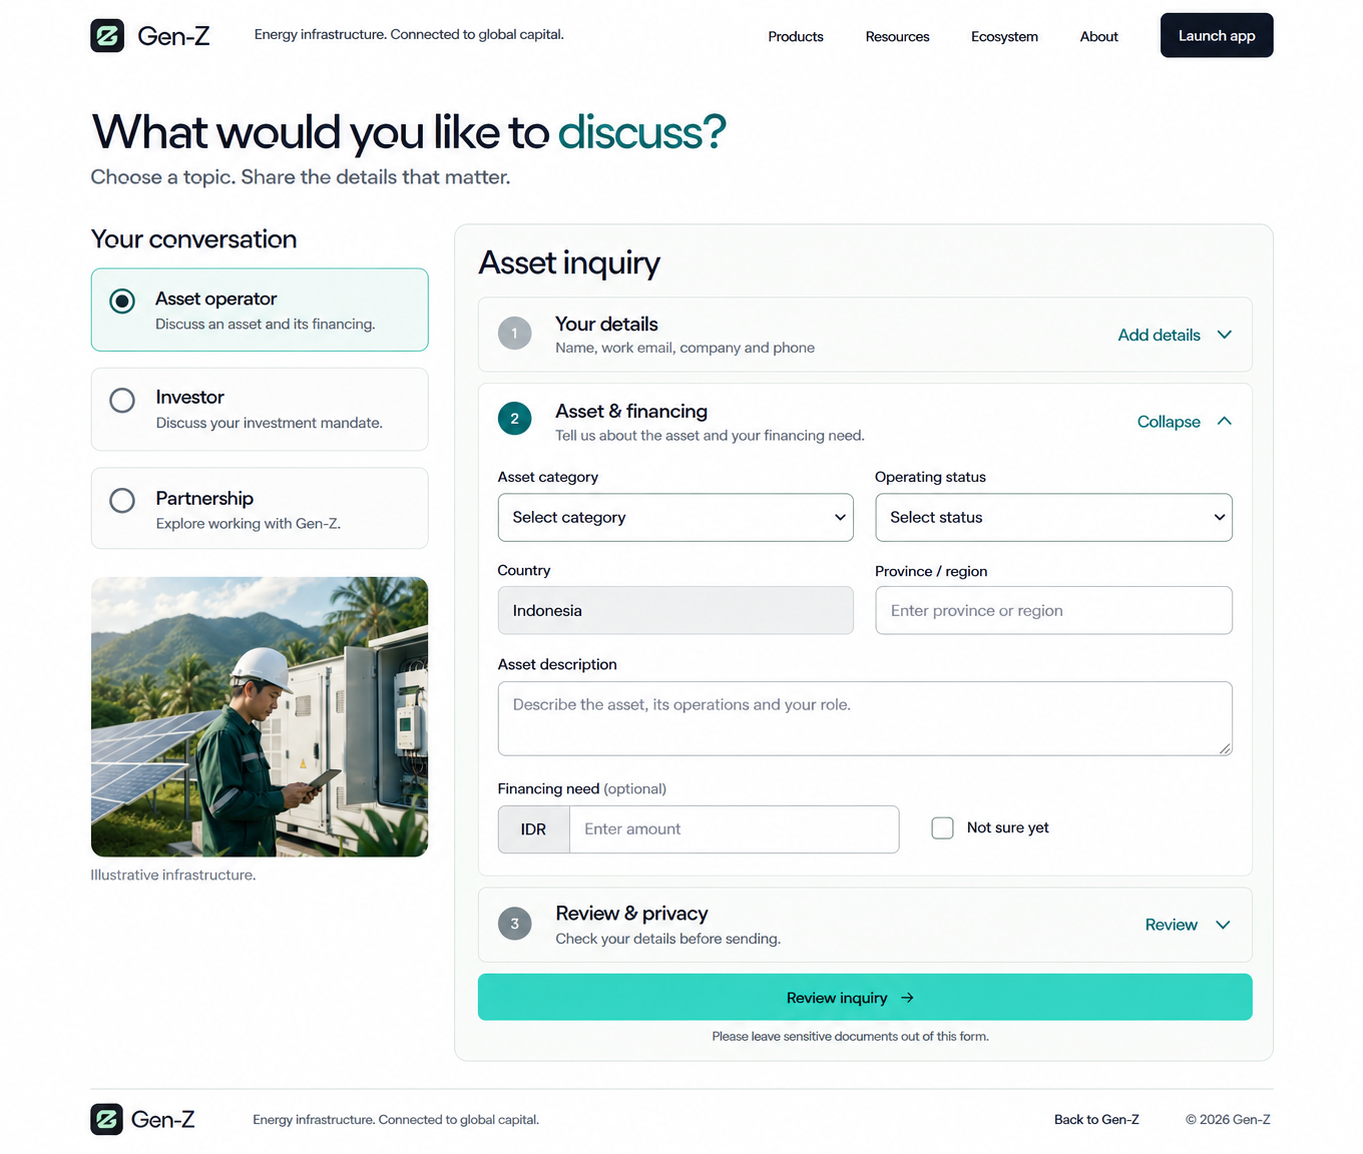 Gen-Z
Energy infrastructure. Connected to global capital.
Products
Resources
Ecosystem
About
Launch app
What would you like to discuss?
Choose a topic. Share the details that matter.
Your conversation
Asset operator
Discuss an asset and its financing.
Investor
Discuss your investment mandate.
Partnership
Explore working with Gen-Z.
Illustrative infrastructure.
Asset inquiry
1
Your details
Name, work email, company and phone
Add details
2
Asset & financing
Tell us about the asset and your financing need.
Collapse
Asset category
Select category
Operating status
Select status
Country
Indonesia
Province / region
Enter province or region
Asset description
Describe the asset, its operations and your role.
Financing need (optional)
IDR
Enter amount
Not sure yet
3
Review & privacy
Check your details before sending.
Review
Review inquiry →
Please leave sensitive documents out of this form.
Gen-Z
Energy infrastructure. Connected to global capital.
Back to Gen-Z
© 2026 Gen-Z